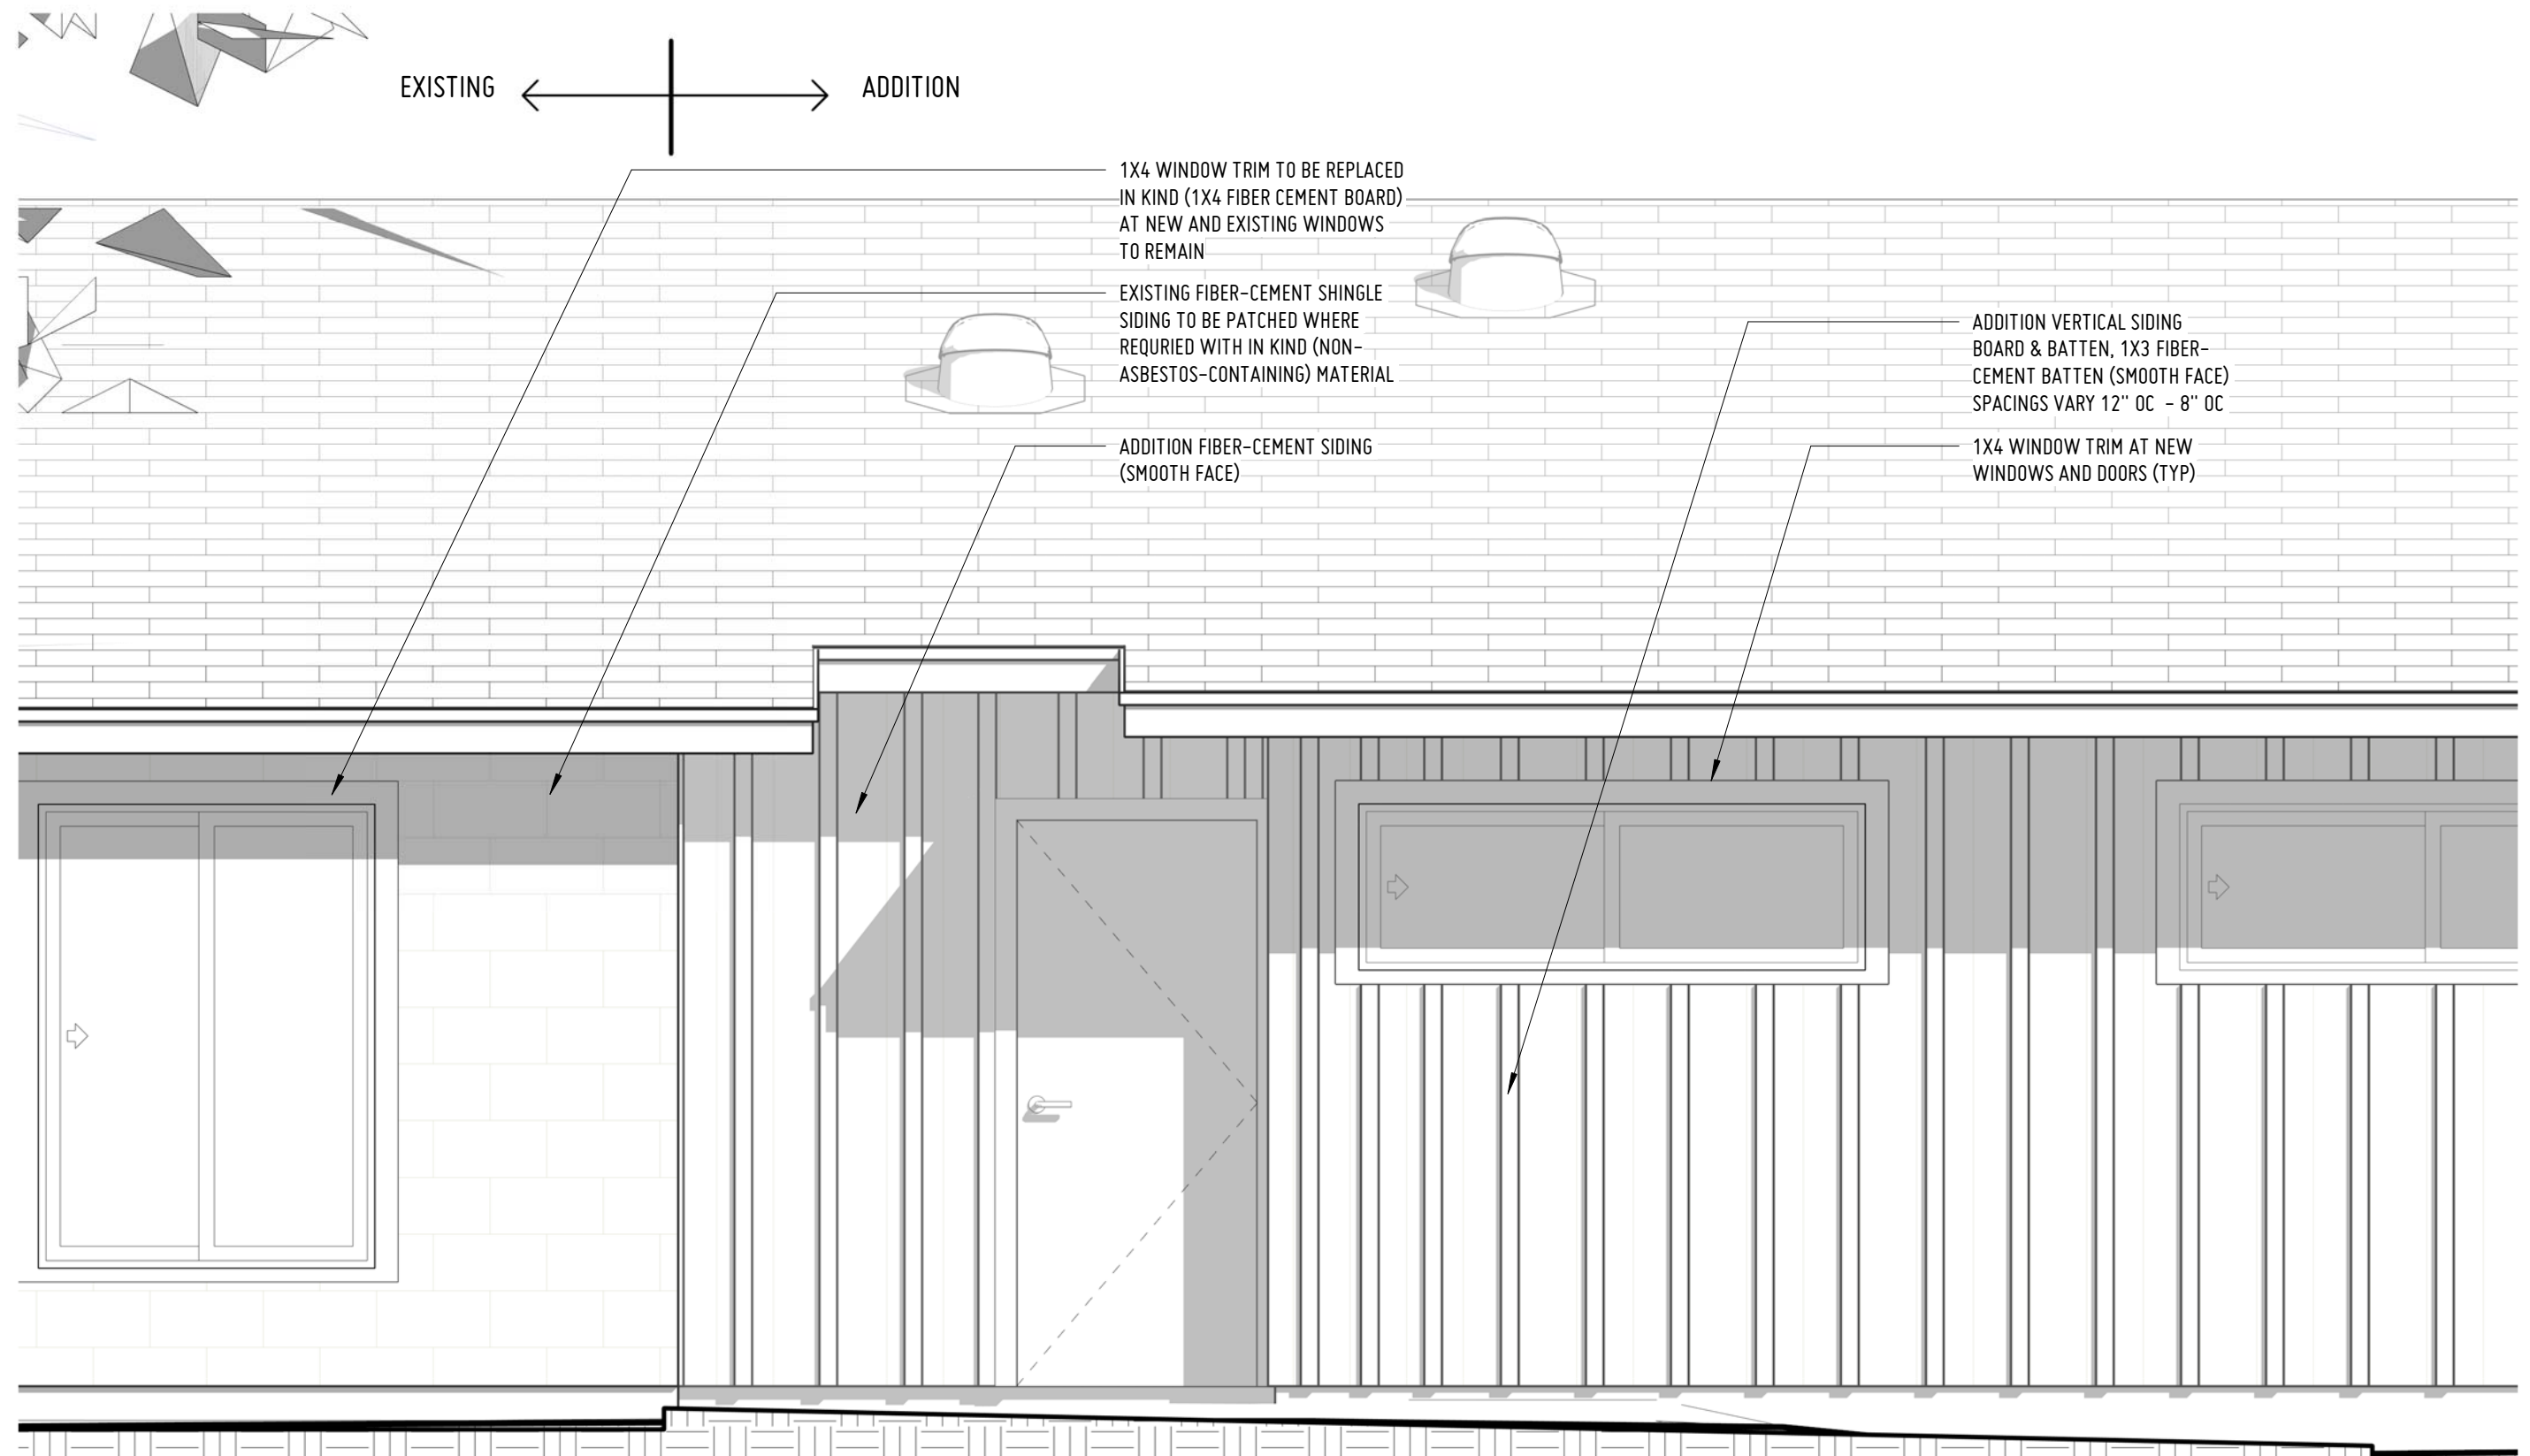 EXISTING
ADDITION
1X4 WINDOW TRIM TO BE REPLACED
IN KIND (1X4 FIBER CEMENT BOARD)
AT NEW AND EXISTING WINDOWS
TO REMAIN
EXISTING FIBER-CEMENT SHINGLE
SIDING TO BE PATCHED WHERE
REQURIED WITH IN KIND (NON-
ASBESTOS-CONTAINING) MATERIAL
ADDITION FIBER-CEMENT SIDING
(SMOOTH FACE)
ADDITION VERTICAL SIDING
BOARD & BATTEN, 1X3 FIBER-
CEMENT BATTEN (SMOOTH FACE)
SPACINGS VARY 12" OC - 8" OC
1X4 WINDOW TRIM AT NEW
WINDOWS AND DOORS (TYP)